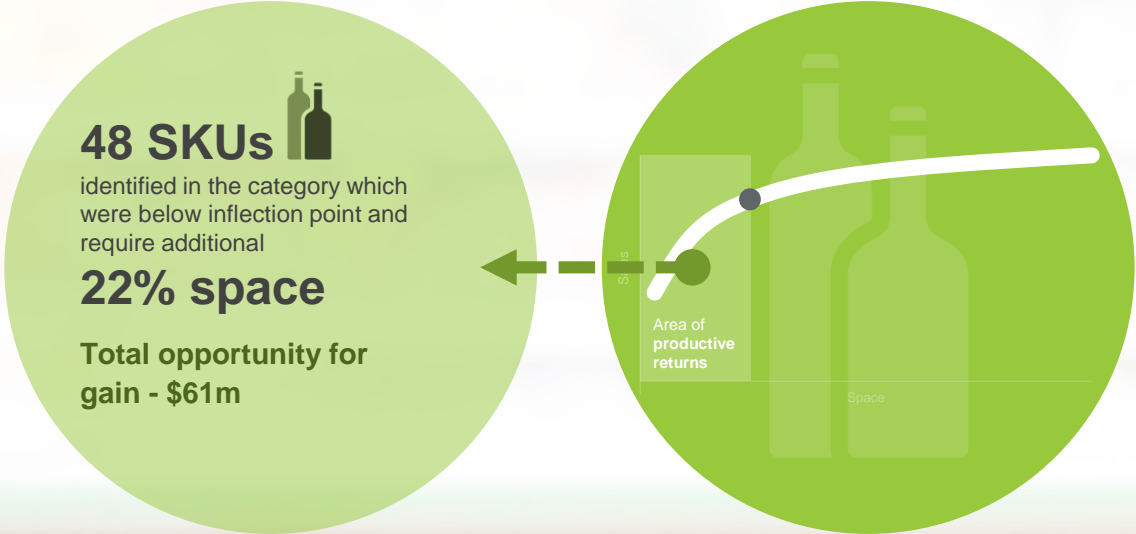 48 SKUs
identified in the category which
were below inflection point and
require additional
22% space
Total opportunity for
gain - $61m
Sales
Area of
productive
returns
Space